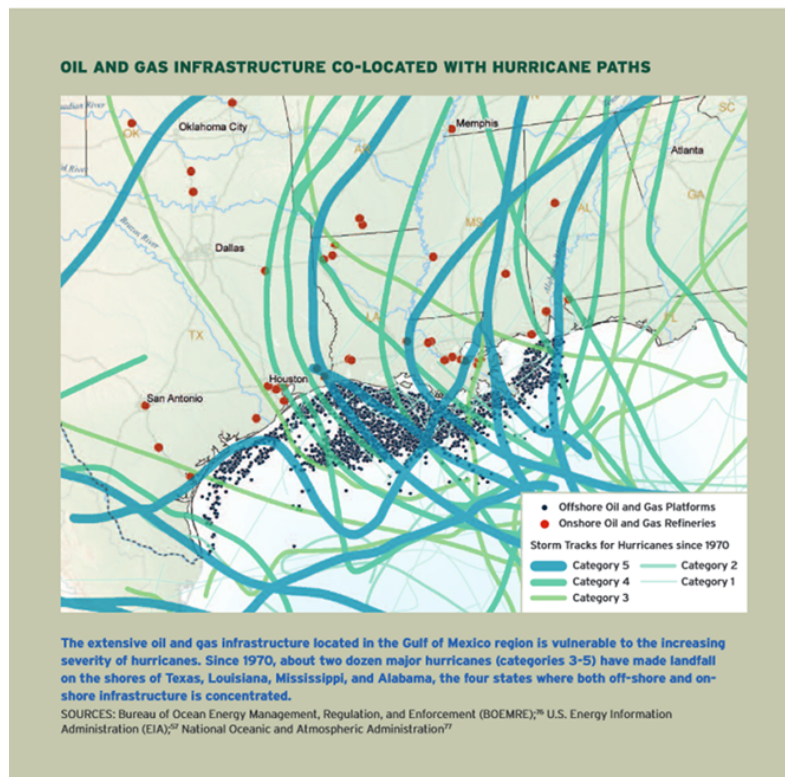 OIL AND GAS INFRASTRUCTURE CO-LOCATED WITH HURRICANE PATHS
OK
Oklahoma City
Memphis
SC
AR
Atlanta
Dallas
MS
AL
GA
TX
LA
FL
Houston
San Antonio
Offshore Oil and Gas Platforms
Onshore Oil and Gas Refineries
Storm Tracks for Hurricanes since 1970
Category 5
Category 2
Category 4
Category 1
Category 3
The extensive oil and gas infrastructure located in the Gulf of Mexico region is vulnerable to the increasing
severity of hurricanes. Since 1970, about two dozen major hurricanes (categories 3-5) have made landfall
on the shores of Texas, Louisiana, Mississippi, and Alabama, the four states where both off-shore and on-
shore infrastructure is concentrated.
SOURCES: Bureau of Ocean Energy Management, Regulation, and Enforcement (BOEMRE);⁷⁶ U.S. Energy Information
Administration (EIA);⁵⁷ National Oceanic and Atmospheric Administration⁷⁷